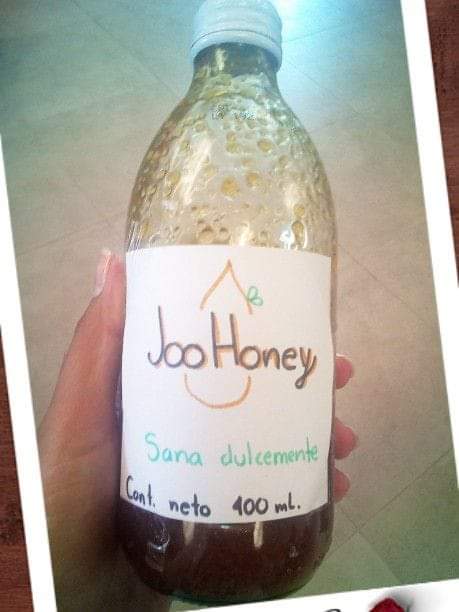 JooHoney
Sana dulcemente
Cont. neto 400 mL.